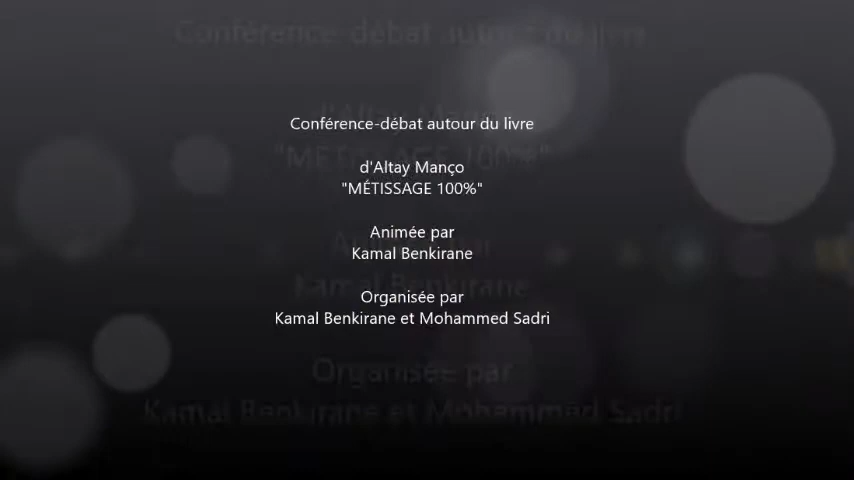 Conférence-débat autour du livre
d'Altay Manço
"MÉTISSAGE 100%"
Animée par
Kamal Benkirane
Organisée par
Kamal Benkirane et Mohammed Sadri